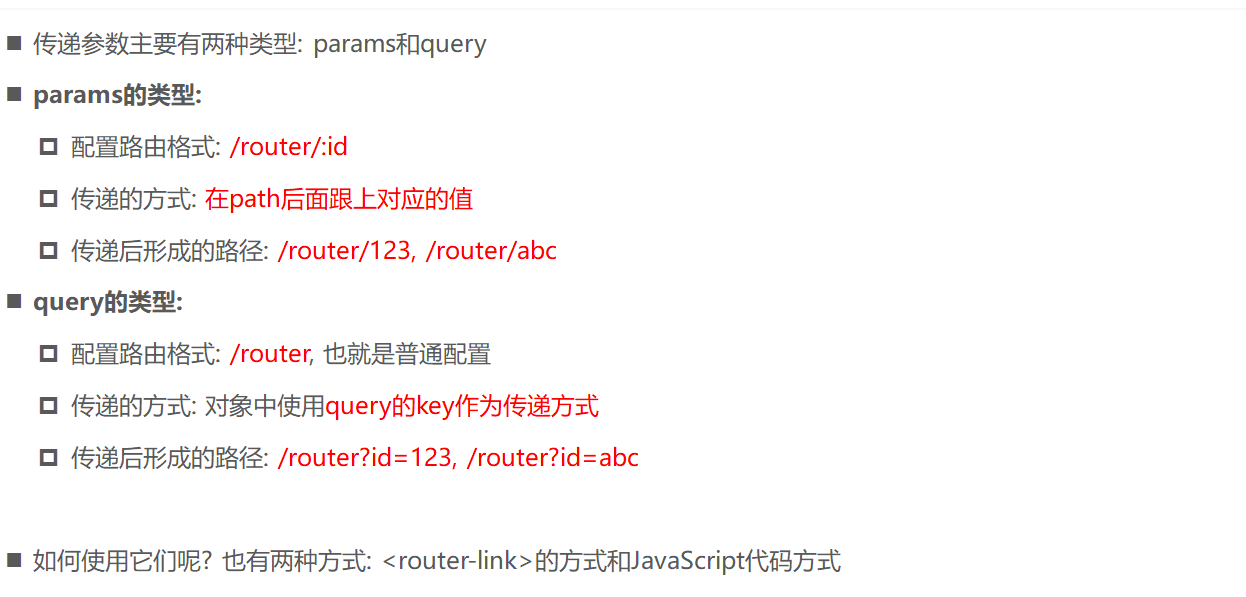 传递参数主要有两种类型: params和query
params的类型:
配置路由格式: /router/:id
传递的方式: 在path后面跟上对应的值
传递后形成的路径: /router/123, /router/abc
query的类型:
配置路由格式: /router, 也就是普通配置
传递的方式: 对象中使用query的key作为传递方式
传递后形成的路径: /router?id=123, /router?id=abc
如何使用它们呢? 也有两种方式: <router-link>的方式和JavaScript代码方式